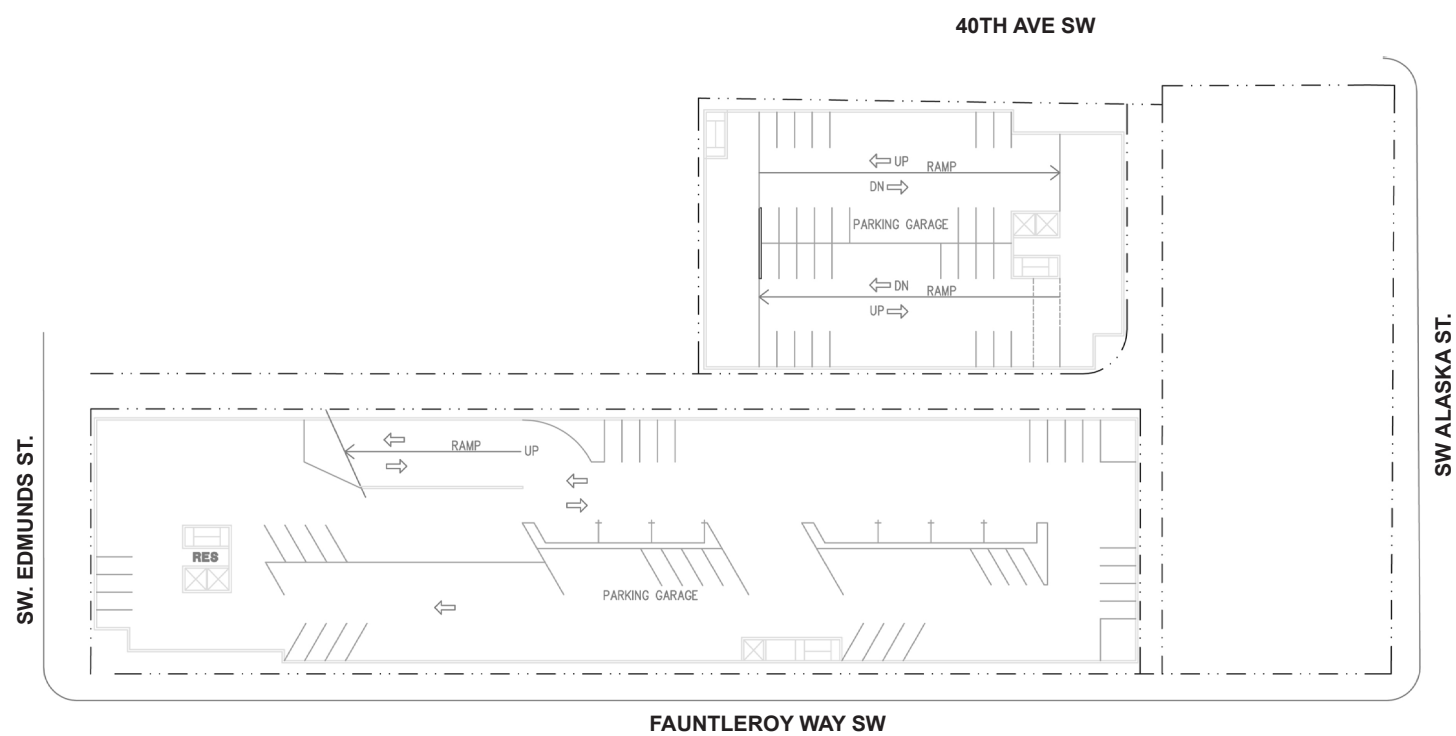 40TH AVE SW
UP RAMP
DN
PARKING GARAGE
DN RAMP
UP
SW ALASKA ST.
SW. EDMUNDS ST.
RAMP UP
RES
PARKING GARAGE
FAUNTLEROY WAY SW